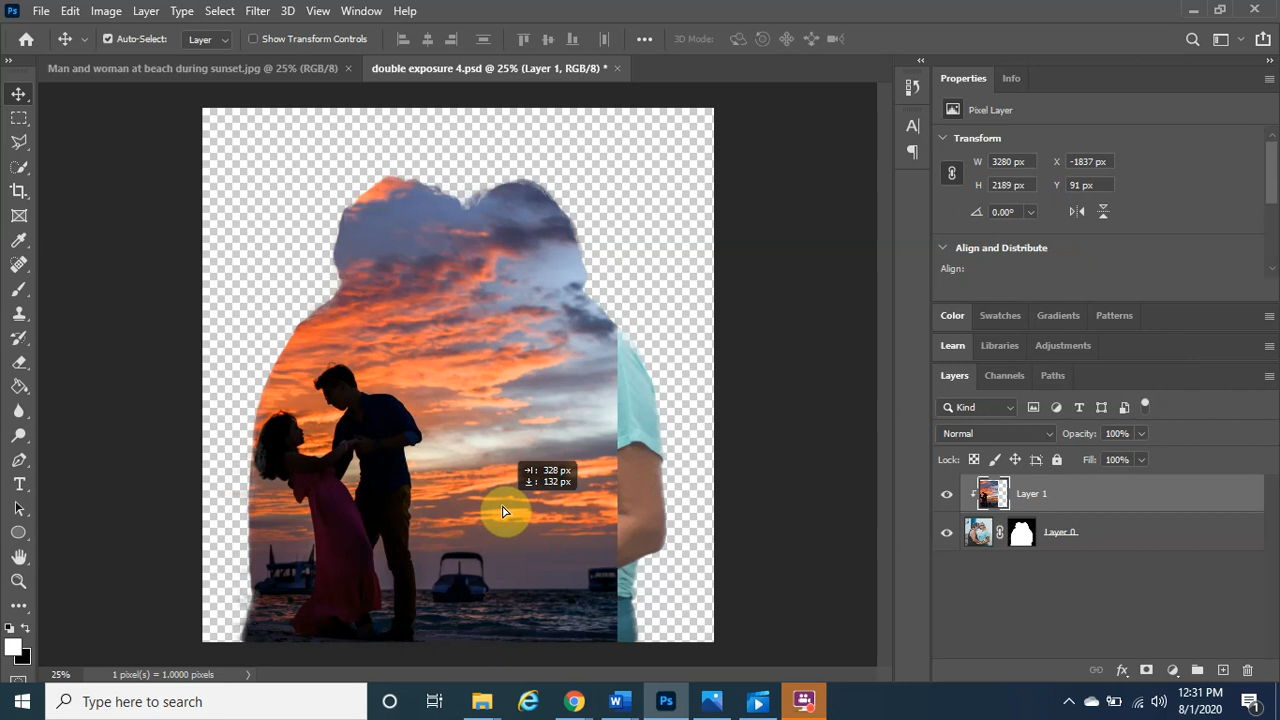 Ps File Edit Image Layer Type Select Filter 3D View Window Help
Auto-Select: Layer Show Transform Controls 3D Mode:
Man and woman at beach during sunset.jpg @ 25% (RGB/8) × double exposure 4.psd @ 25% (Layer 1, RGB/8) * ×
Properties Info
Pixel Layer
Transform
W 3280 px X -1837 px
H 2189 px Y 91 px
0.00°
Align and Distribute
Align:
Color Swatches Gradients Patterns
Learn Libraries Adjustments
Layers Channels Paths
Kind
Normal Opacity: 100%
Lock: Fill: 100%
Layer 1
Layer 0
→|: 328 px
↓: 132 px
25% 1 pixel(s) = 1.0000 pixels
Type here to search
12:31 PM
8/1/2020